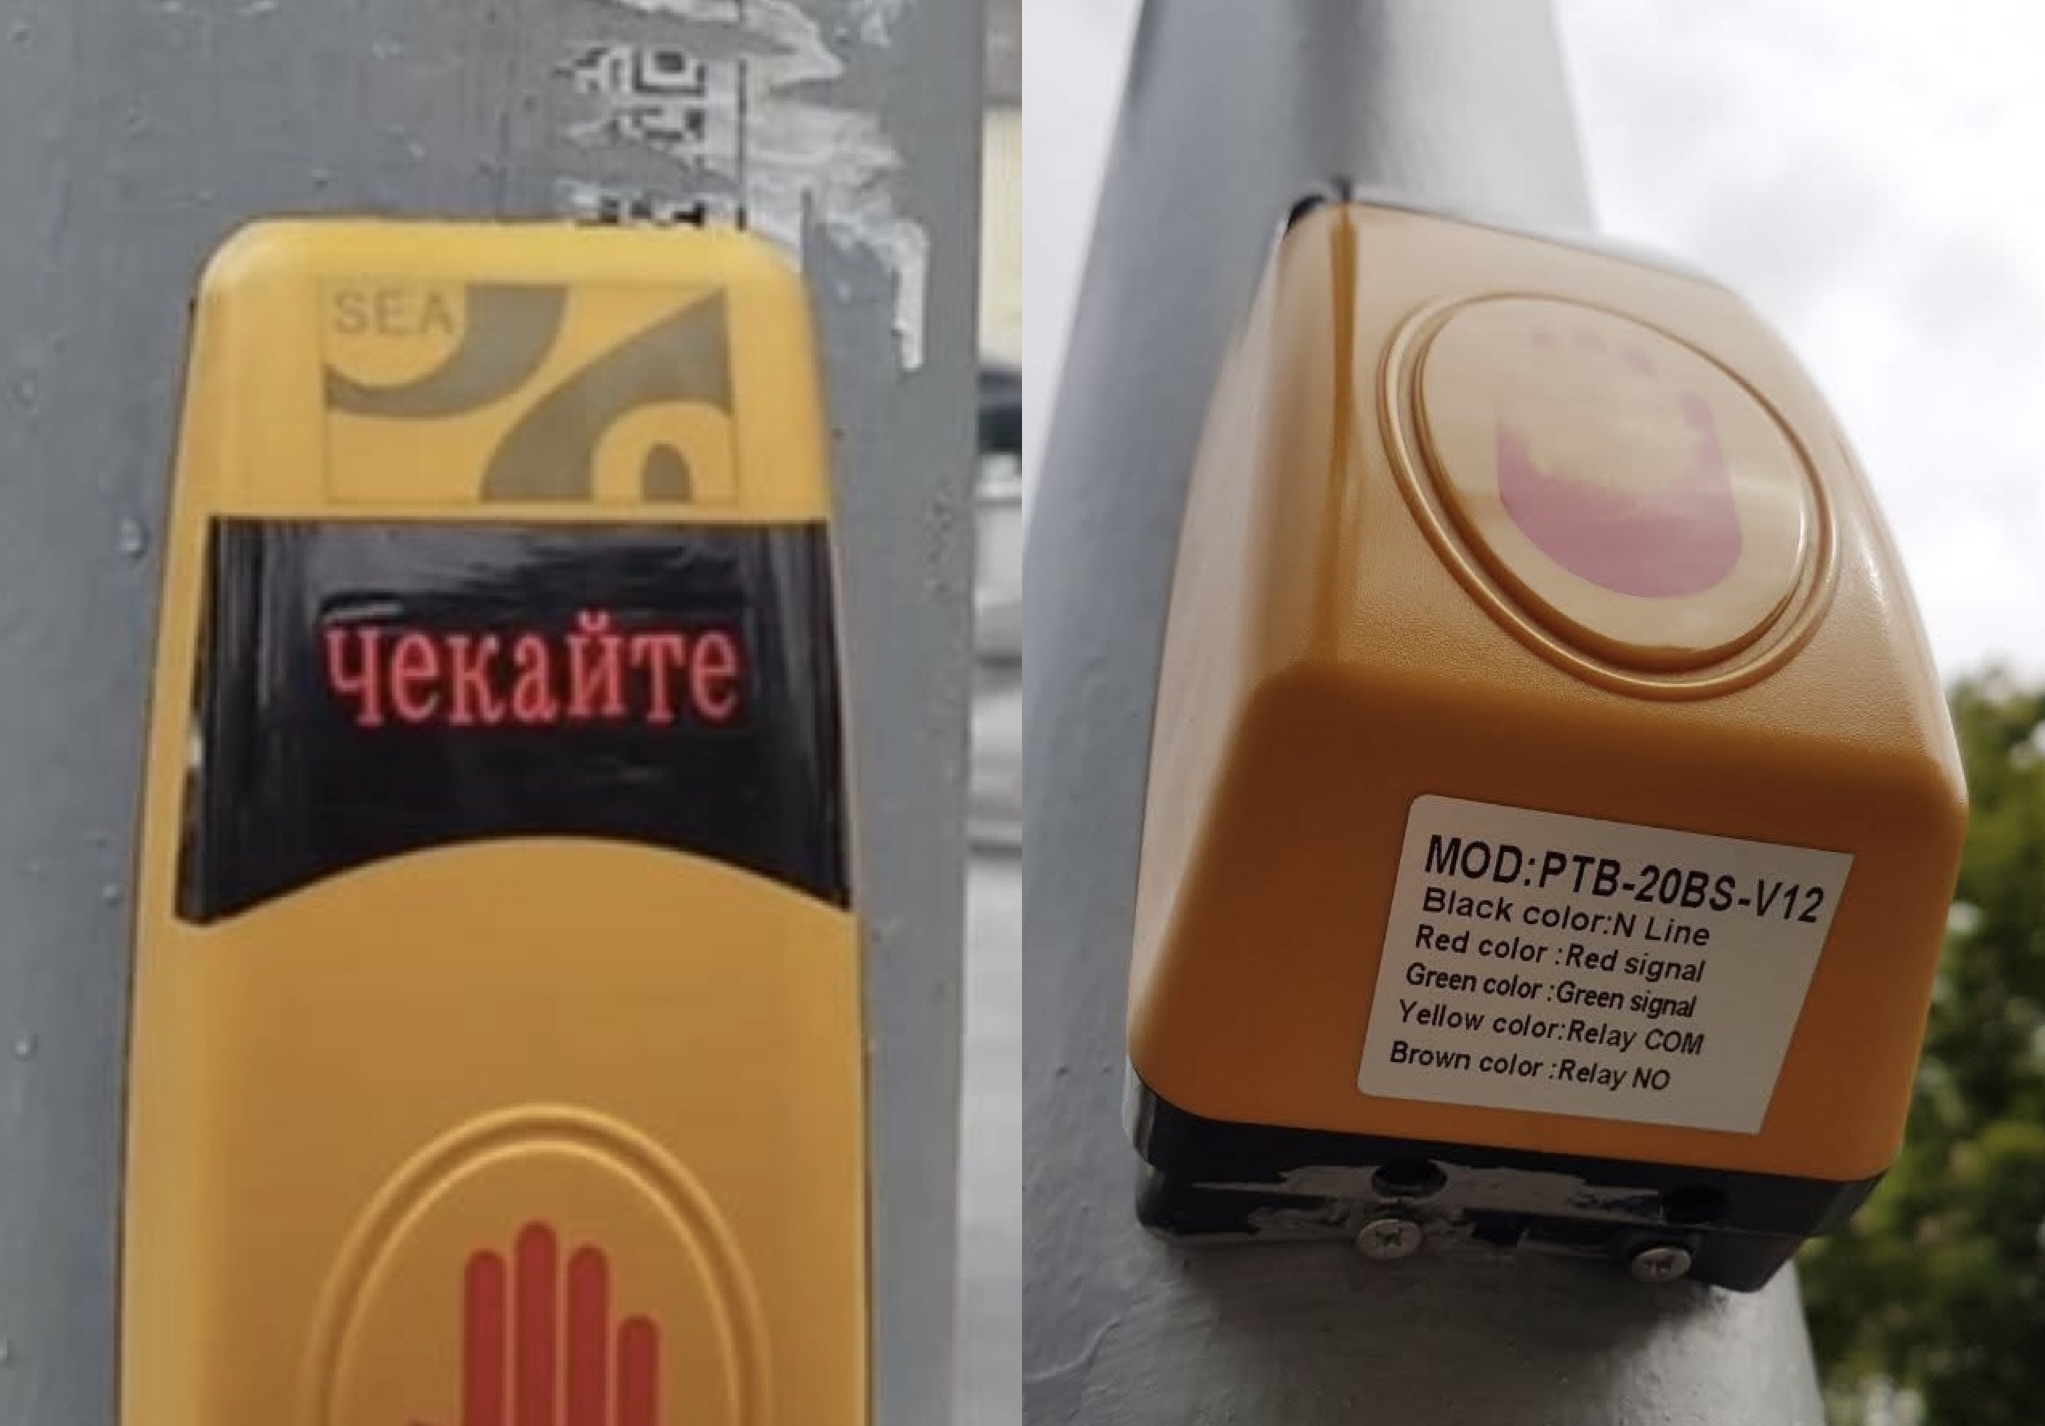 SEA
Чекайте
MOD:PTB-20BS-V12
Black color:N Line
Red color :Red signal
Green color :Green signal
Yellow color:Relay COM
Brown color :Relay NO